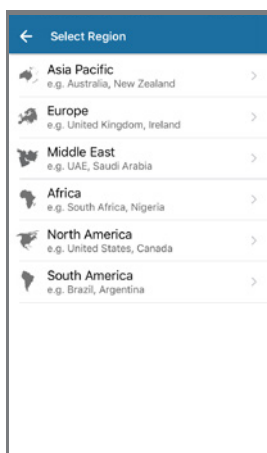 Select Region
Asia Pacific
e.g. Australia, New Zealand
Europe
e.g. United Kingdom, Ireland
Middle East
e.g. UAE, Saudi Arabia
Africa
e.g. South Africa, Nigeria
North America
e.g. United States, Canada
South America
e.g. Brazil, Argentina